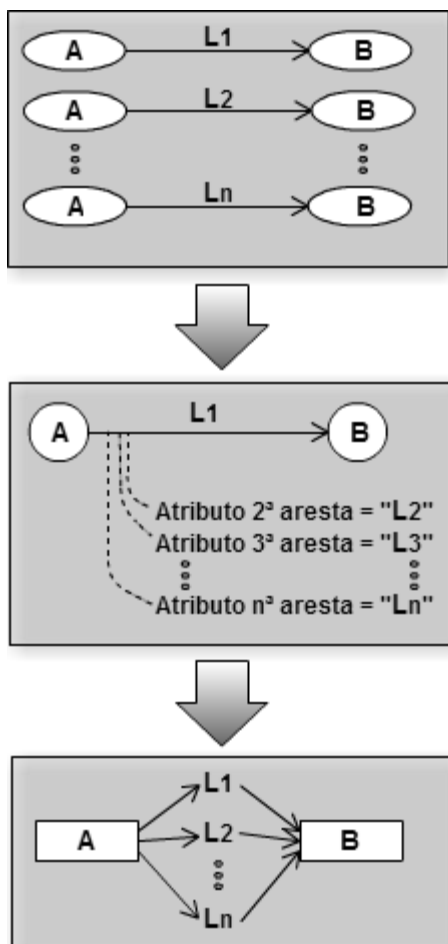 L1
A B
L2
A B
Ln
A B
L1
A B
Atributo 2ª aresta = "L2"
Atributo 3ª aresta = "L3"
Atributo nª aresta = "Ln"
L1
A L2 B
Ln